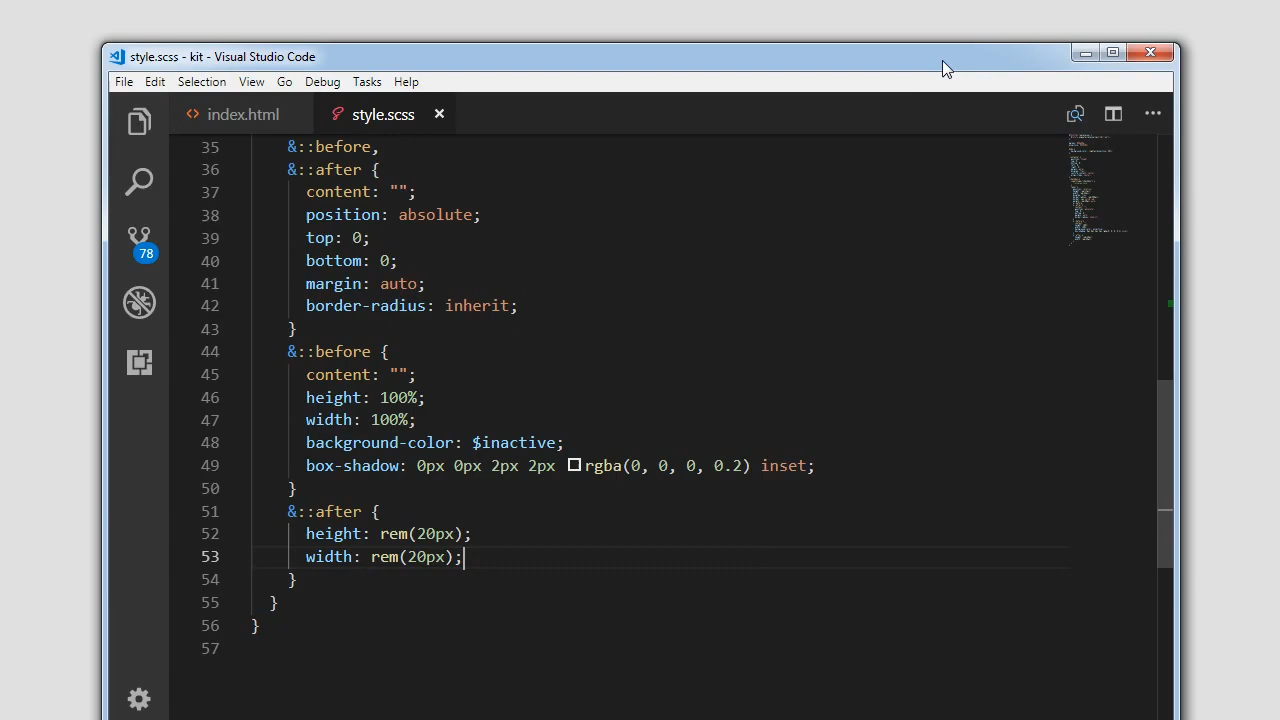 style.scss - kit - Visual Studio Code
File Edit Selection View Go Debug Tasks Help
index.html style.scss
35 &::before,
36 &::after {
37 content: "";
38 position: absolute;
39 top: 0;
40 bottom: 0;
41 margin: auto;
42 border-radius: inherit;
43 }
44 &::before {
45 content: "";
46 height: 100%;
47 width: 100%;
48 background-color: $inactive;
49 box-shadow: 0px 0px 2px 2px rgba(0, 0, 0, 0.2) inset;
50 }
51 &::after {
52 height: rem(20px);
53 width: rem(20px);
54 }
55 }
56 }
57
78